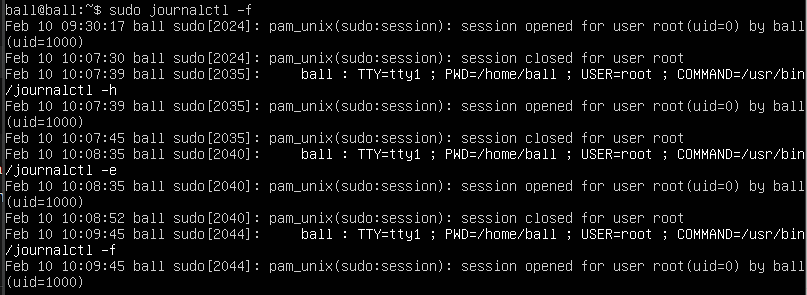 ball@ball:~$ sudo journalctl -f
Feb 10 09:30:17 ball sudo[2024]: pam_unix(sudo:session): session opened for user root(uid=0) by ball
(uid=1000)
Feb 10 10:07:30 ball sudo[2024]: pam_unix(sudo:session): session closed for user root
Feb 10 10:07:39 ball sudo[2035]:     ball : TTY=tty1 ; PWD=/home/ball ; USER=root ; COMMAND=/usr/bin
/journalctl -h
Feb 10 10:07:39 ball sudo[2035]: pam_unix(sudo:session): session opened for user root(uid=0) by ball
(uid=1000)
Feb 10 10:07:45 ball sudo[2035]: pam_unix(sudo:session): session closed for user root
Feb 10 10:08:35 ball sudo[2040]:     ball : TTY=tty1 ; PWD=/home/ball ; USER=root ; COMMAND=/usr/bin
/journalctl -e
Feb 10 10:08:35 ball sudo[2040]: pam_unix(sudo:session): session opened for user root(uid=0) by ball
(uid=1000)
Feb 10 10:08:52 ball sudo[2040]: pam_unix(sudo:session): session closed for user root
Feb 10 10:09:45 ball sudo[2044]:     ball : TTY=tty1 ; PWD=/home/ball ; USER=root ; COMMAND=/usr/bin
/journalctl -f
Feb 10 10:09:45 ball sudo[2044]: pam_unix(sudo:session): session opened for user root(uid=0) by ball
(uid=1000)